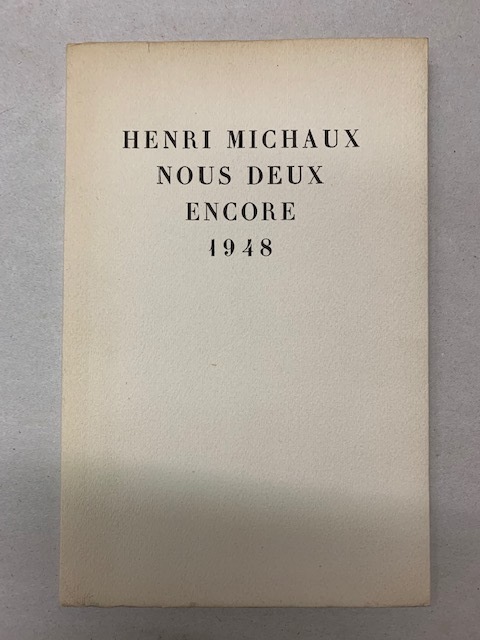 HENRI MICHAUX
NOUS DEUX
ENCORE
1948